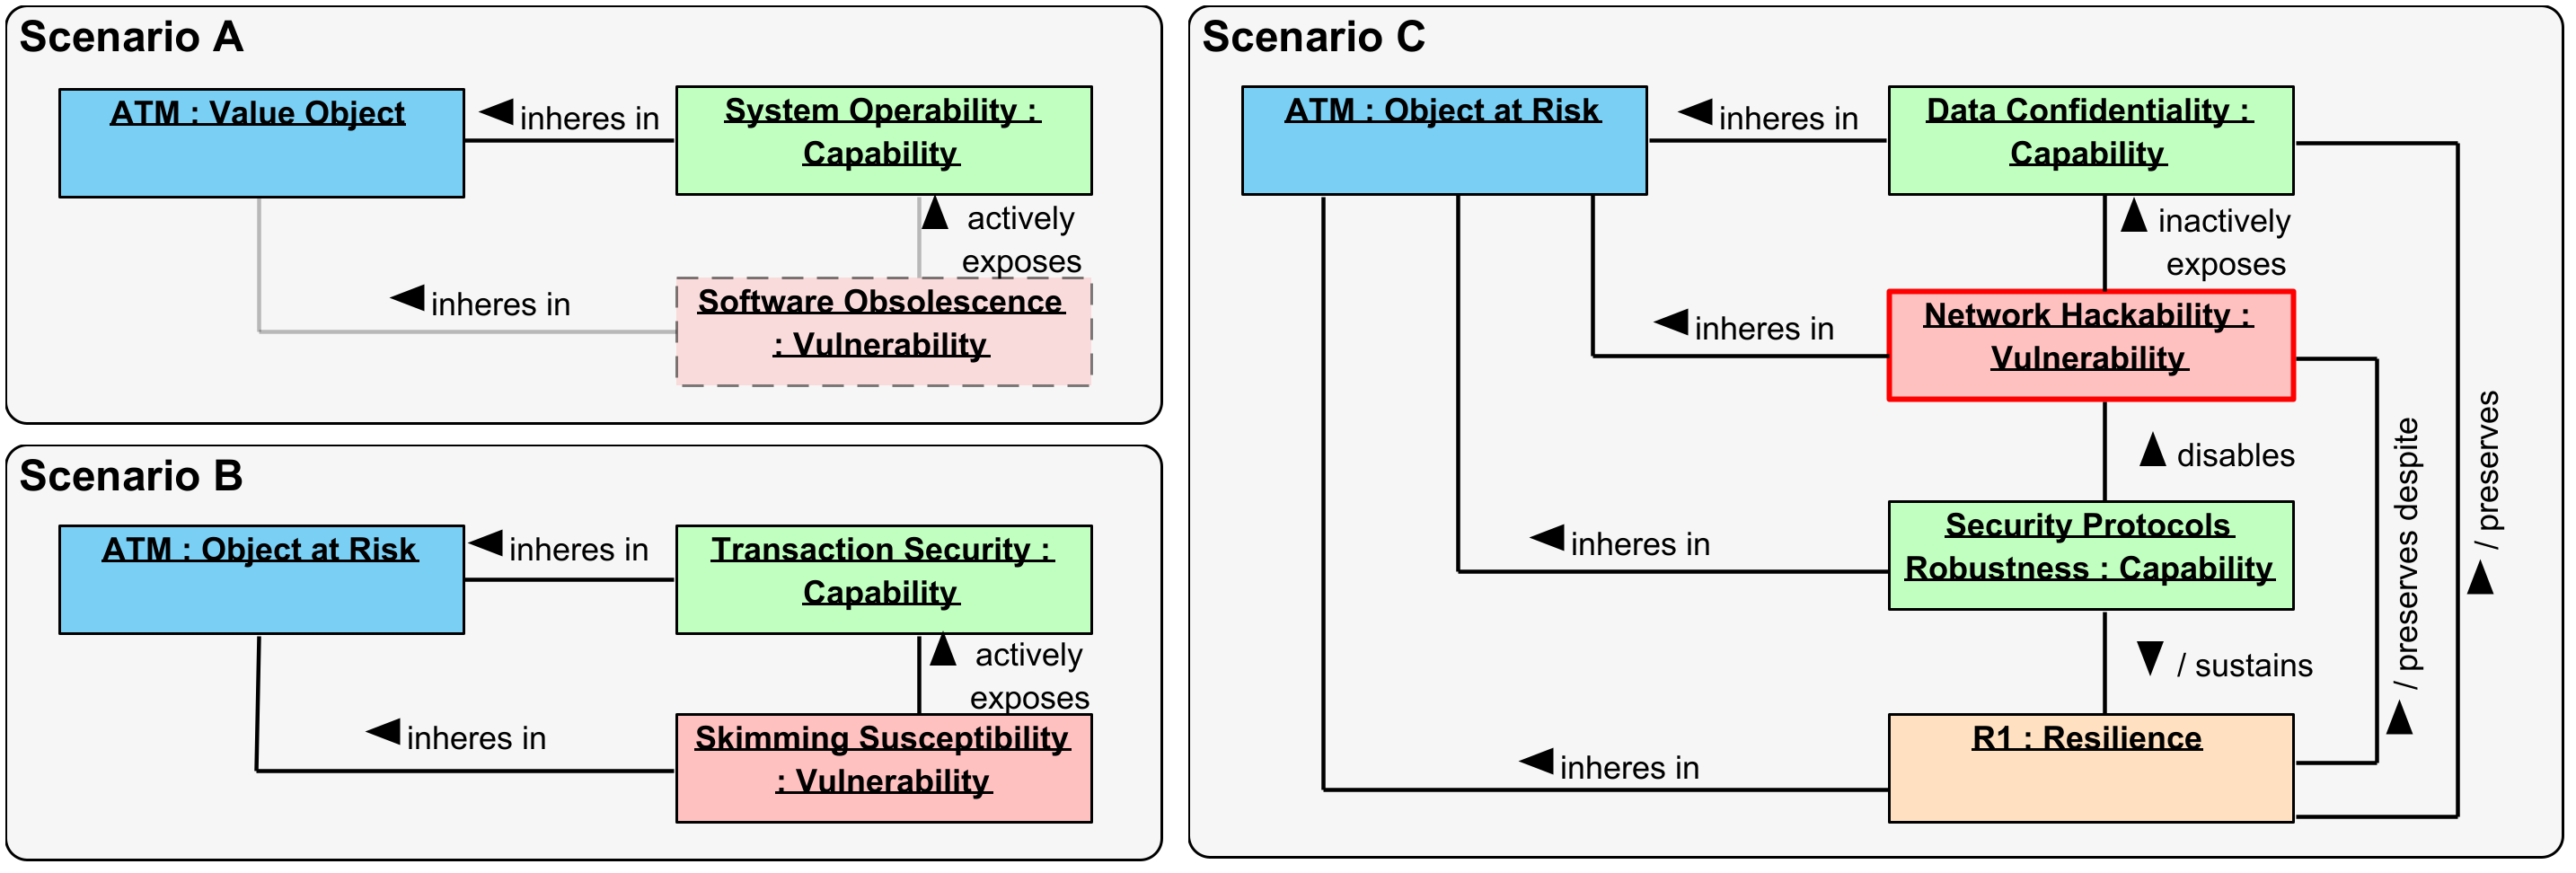 Scenario A
ATM : Value Object
inheres in
System Operability :
Capability
actively
exposes
inheres in
Software Obsolescence
: Vulnerability
Scenario B
ATM : Object at Risk
inheres in
Transaction Security :
Capability
actively
exposes
inheres in
Skimming Susceptibility
: Vulnerability
Scenario C
ATM : Object at Risk
inheres in
Data Confidentiality :
Capability
inactively
exposes
inheres in
Network Hackability :
Vulnerability
disables
inheres in
Security Protocols
Robustness : Capability
/ sustains
inheres in
R1 : Resilience
/ preserves despite
/ preserves